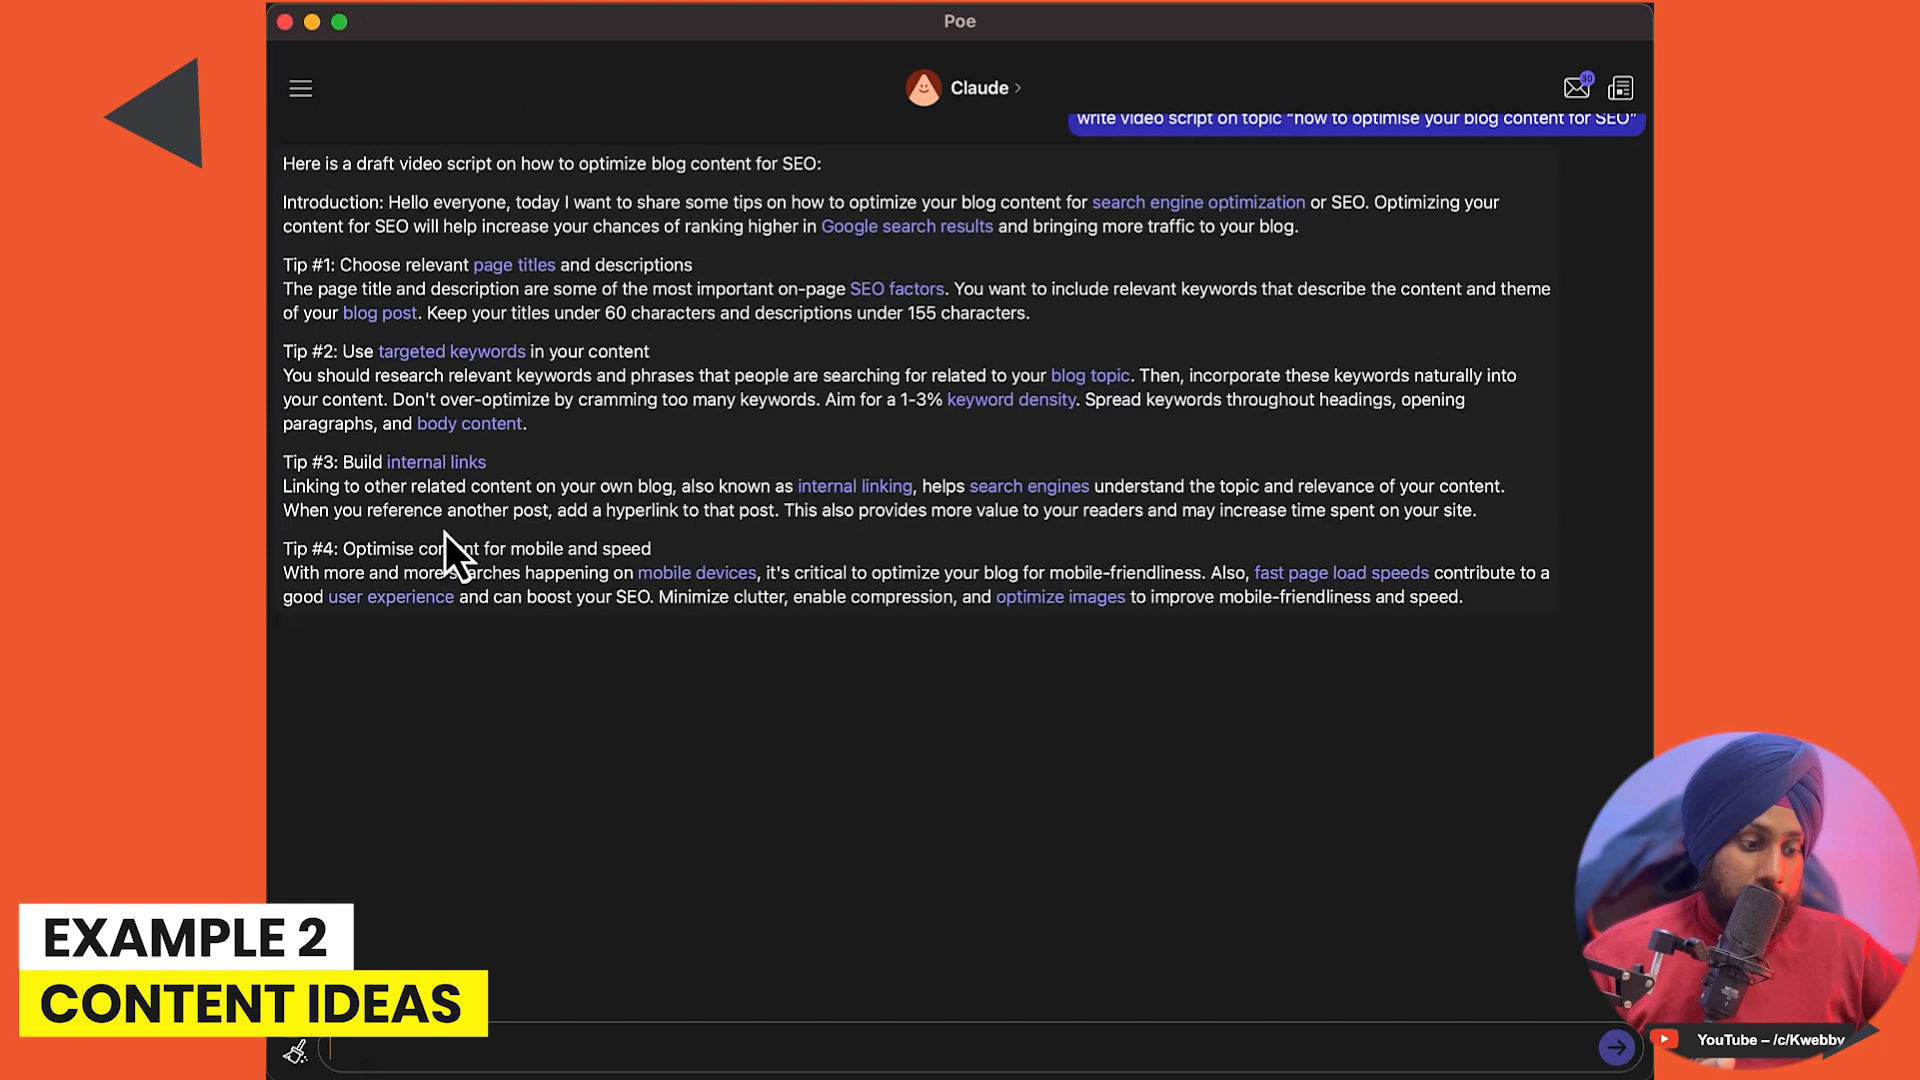 Poe
Claude
30
write video script on topic "how to optimise your blog content for SEO"
Here is a draft video script on how to optimize blog content for SEO:
Introduction: Hello everyone, today I want to share some tips on how to optimize your blog content for search engine optimization or SEO. Optimizing your
content for SEO will help increase your chances of ranking higher in Google search results and bringing more traffic to your blog.
Tip #1: Choose relevant page titles and descriptions
The page title and description are some of the most important on-page SEO factors. You want to include relevant keywords that describe the content and theme
of your blog post. Keep your titles under 60 characters and descriptions under 155 characters.
Tip #2: Use targeted keywords in your content
You should research relevant keywords and phrases that people are searching for related to your blog topic. Then, incorporate these keywords naturally into
your content. Don't over-optimize by cramming too many keywords. Aim for a 1-3% keyword density. Spread keywords throughout headings, opening
paragraphs, and body content.
Tip #3: Build internal links
Linking to other related content on your own blog, also known as internal linking, helps search engines understand the topic and relevance of your content.
When you reference another post, add a hyperlink to that post. This also provides more value to your readers and may increase time spent on your site.
Tip #4: Optimise content for mobile and speed
With more and more searches happening on mobile devices, it's critical to optimize your blog for mobile-friendliness. Also, fast page load speeds contribute to a
good user experience and can boost your SEO. Minimize clutter, enable compression, and optimize images to improve mobile-friendliness and speed.
EXAMPLE 2
CONTENT IDEAS
YouTube – /c/Kwebby